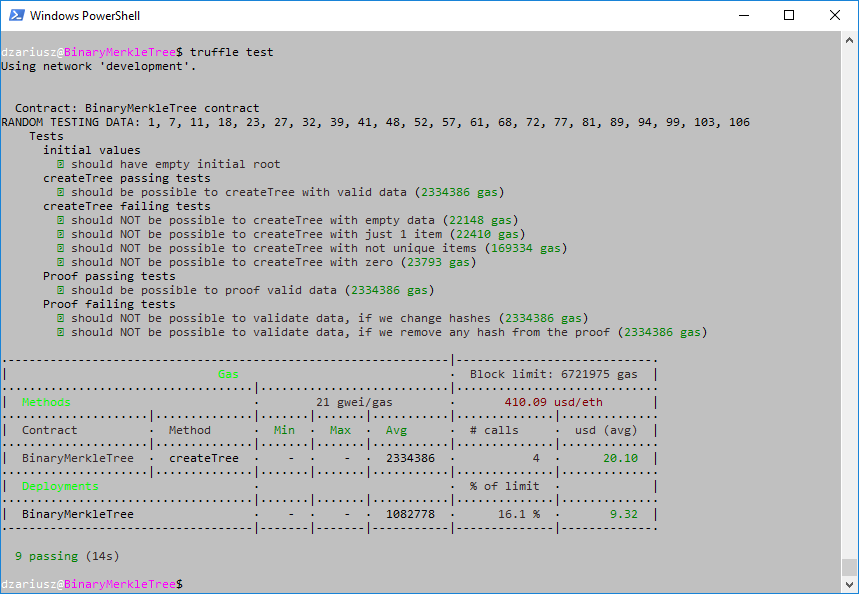 Windows PowerShell
dzariusz@BinaryMerkleTree$ truffle test
Using network 'development'.
Contract: BinaryMerkleTree contract
RANDOM TESTING DATA: 1, 7, 11, 18, 23, 27, 32, 39, 41, 48, 52, 57, 61, 68, 72, 77, 81, 89, 94, 99, 103, 106
Tests
initial values
should have empty initial root
createTree passing tests
should be possible to createTree with valid data (2334386 gas)
createTree failing tests
should NOT be possible to createTree with empty data (22148 gas)
should NOT be possible to createTree with just 1 item (22410 gas)
should NOT be possible to createTree with not unique items (169334 gas)
should NOT be possible to createTree with zero (23793 gas)
Proof passing tests
should be possible to proof valid data (2334386 gas)
Proof failing tests
should NOT be possible to validate data, if we change hashes (2334386 gas)
should NOT be possible to validate data, if we remove any hash from the proof (2334386 gas)
Gas · Block limit: 6721975 gas
Methods · 21 gwei/gas · 410.09 usd/eth
Contract · Method · Min · Max · Avg · # calls · usd (avg)
BinaryMerkleTree · createTree · - · - · 2334386 · 4 · 20.10
Deployments · · % of limit ·
BinaryMerkleTree · - · - · 1082778 · 16.1 % · 9.32
9 passing (14s)
dzariusz@BinaryMerkleTree$